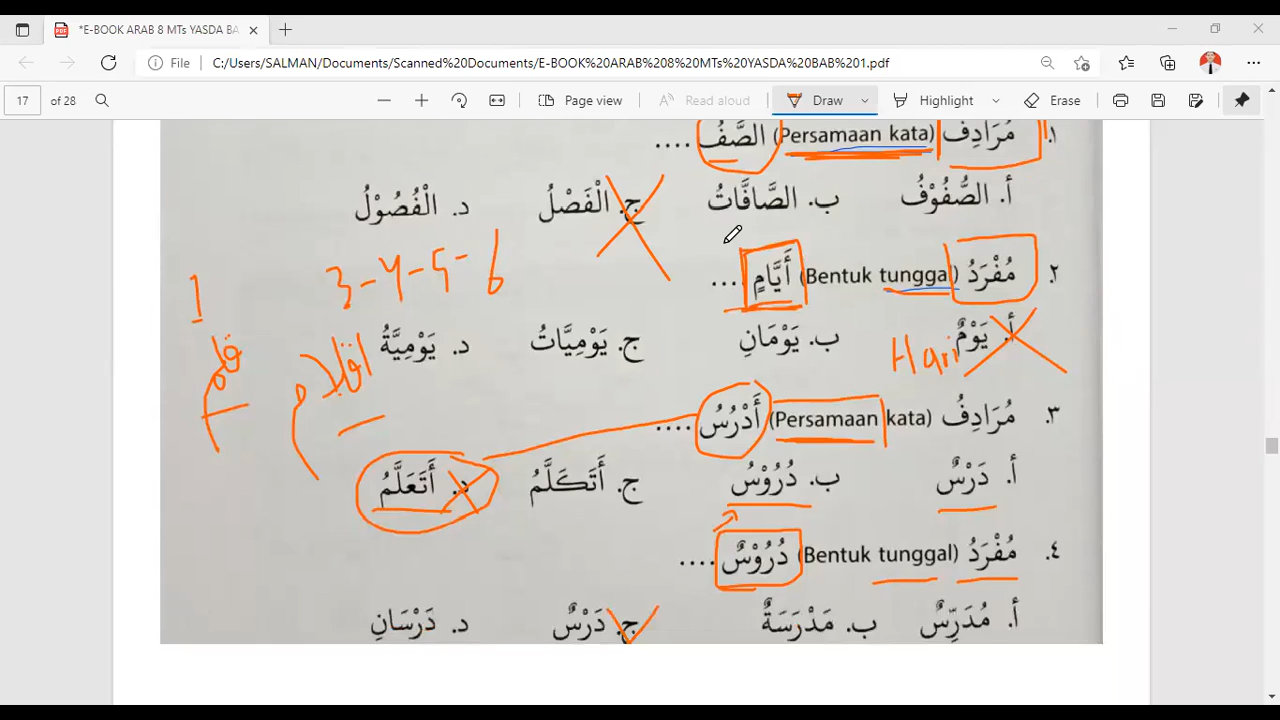 *E-BOOK ARAB 8 MTs YASDA BA
File C:/Users/SALMAN/Documents/Scanned%20Documents/E-BOOK%20ARAB%208%20MTs%20YASDA%20BAB%201.pdf
17 of 28 Page view Read aloud Draw Highlight Erase
١. مُرَادِفُ (Persamaan kata) الصَّفُ ....
أ. الصُّفُوْفُ ب. الصَّافَّاتُ ج. الْفَصْلُ د. الْفُصُوْلُ
3-4-5-6
1
٢. مُفْرَدُ (Bentuk tunggal) أَيَّامٍ ....
أ. يَوْمٌ ب. يَوْمَانِ ج. يَوْمِيَّاتُ د. يَوْمِيَّةُ
Hari
قلم
اقلام
٣. مُرَادِفُ (Persamaan kata) أَدْرُسُ ....
أ. دَرْسٌ ب. دُرُوْسٌ ج. أَتَكَلَّمُ د. أَتَعَلَّمُ
٤. مُفْرَدُ (Bentuk tunggal) دُرُوْسٌ ....
أ. مُدَرِّسٌ ب. مَدْرَسَةٌ ج. دَرْسٌ د. دَرْسَانِ